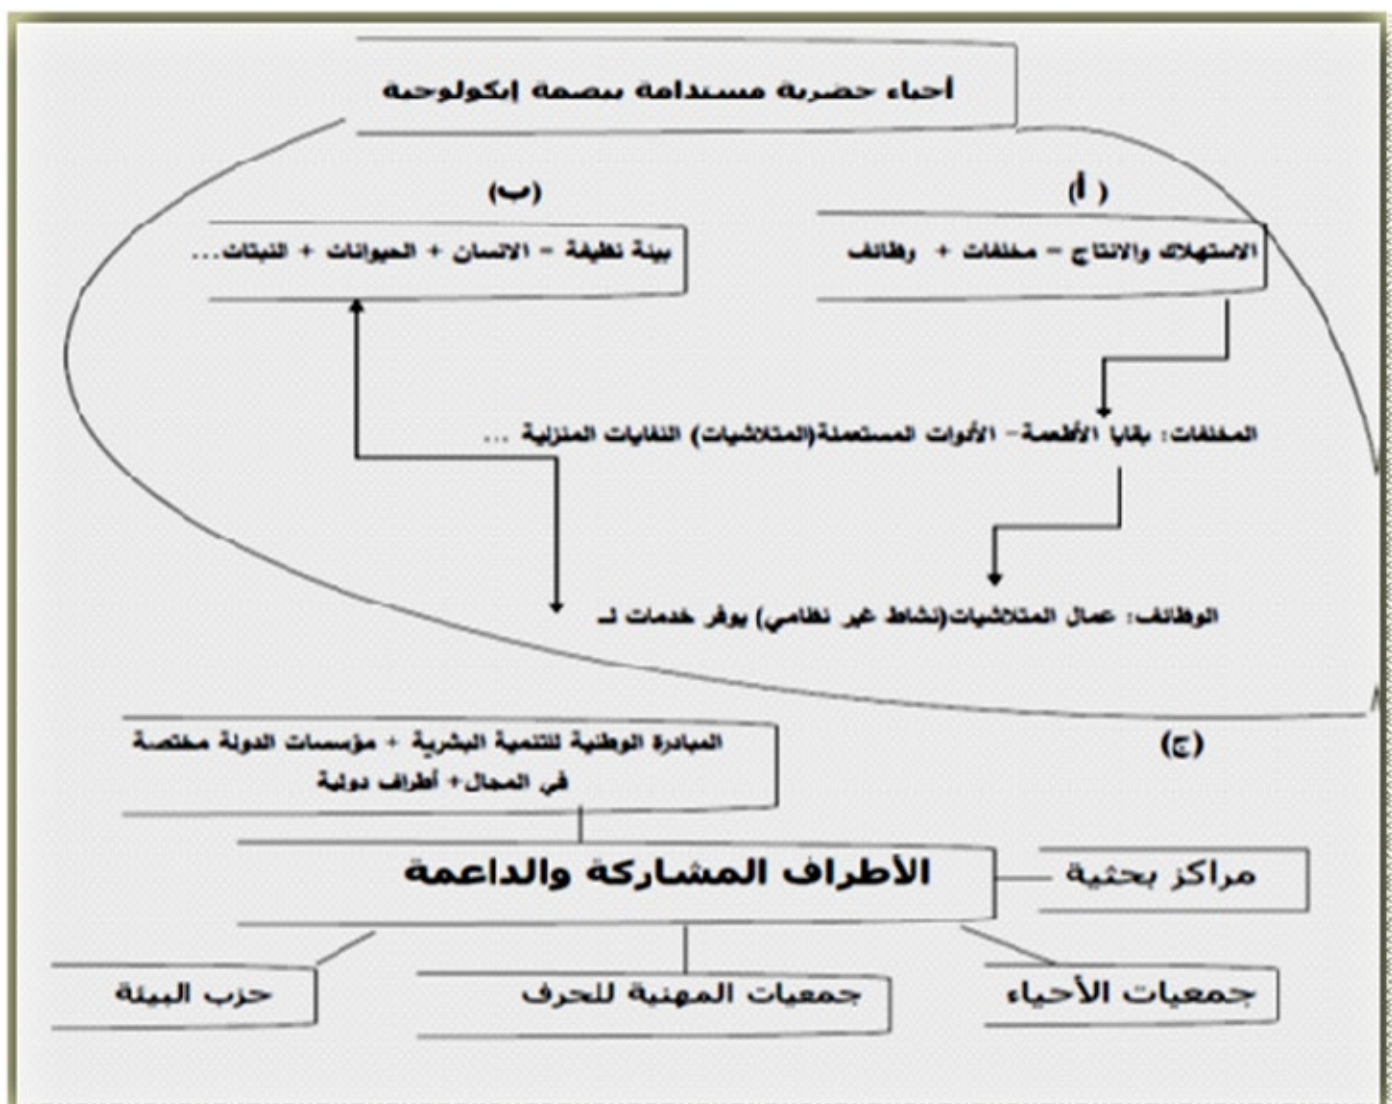 أحياء حضرية مستدامة ببصمة إيكولوجية
( أ)
(ب)
الاستهلاك والانتاج = مخلفات + وظائف
بيئة نظيفة = الانسان + الحيوانات + النبتات...
المخلفات: بقايا الأطعمة- الأدوات المستعملة(المتلاشيات) النفايات المنزلية ...
الوظائف: عمال المتلاشيات(نشاط غير نظامي) يوفر خدمات لـ
(ج)
المبادرة الوطنية للتنمية البشرية + مؤسسات الدولة مختصة
في المجال+ أطراف دولية
الأطراف المشاركة والداعمة
مراكز بحثية
جمعيات الأحياء
جمعيات المهنية للحرف
حزب البيئة